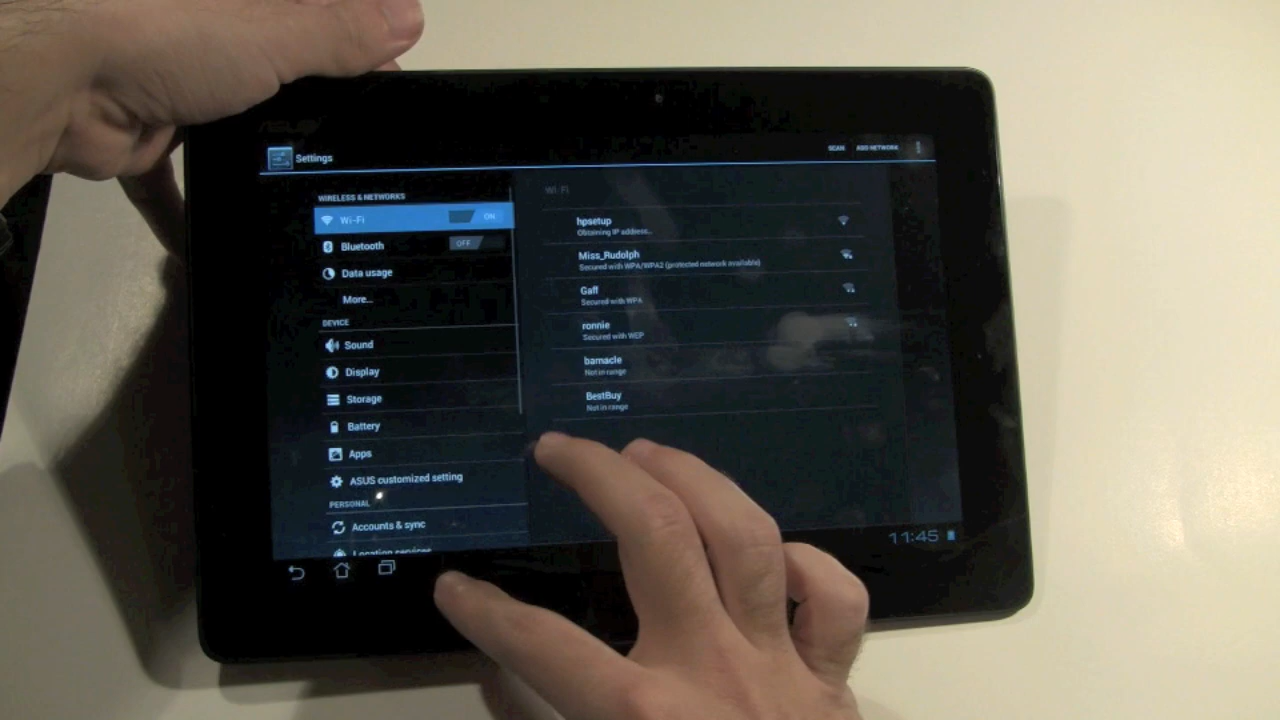 ASUS
Settings
SCAN
ADD NETWORK
WIRELESS & NETWORKS
Wi-Fi
ON
Bluetooth
OFF
Data usage
More...
DEVICE
Sound
Display
Storage
Battery
Apps
ASUS customized setting
PERSONAL
Accounts & sync
Location services
WI-FI
hpsetup
Obtaining IP address...
Miss_Rudolph
Secured with WPA/WPA2 (protected network available)
Gaff
Secured with WPA
ronnie
Secured with WEP
barnacle
Not in range
BestBuy
Not in range
11:45